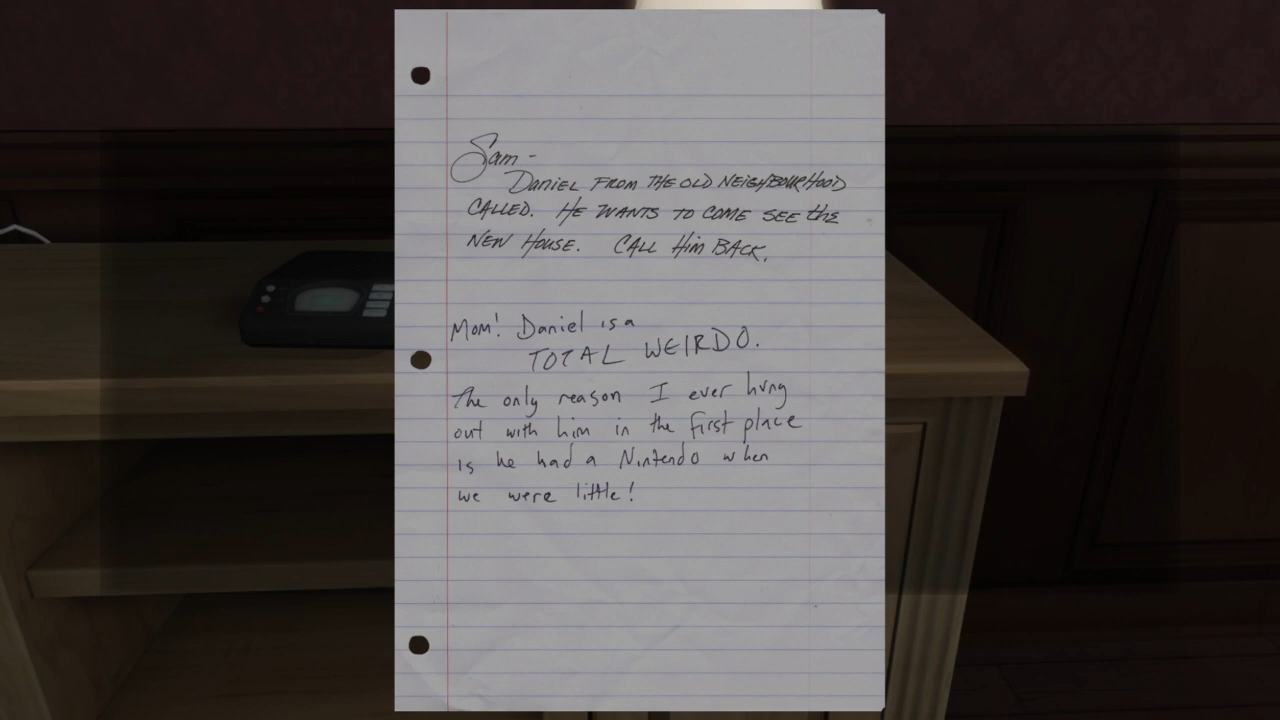 Sam -
DANIEL FROM THE OLD NEIGHBOURHOOD
CALLED. HE WANTS TO COME SEE the
NEW HOUSE. CALL HIM BACK.
Mom! Daniel is a
TOTAL WEIRDO.
The only reason I ever hung
out with him in the first place
is he had a Nintendo when
we were little!